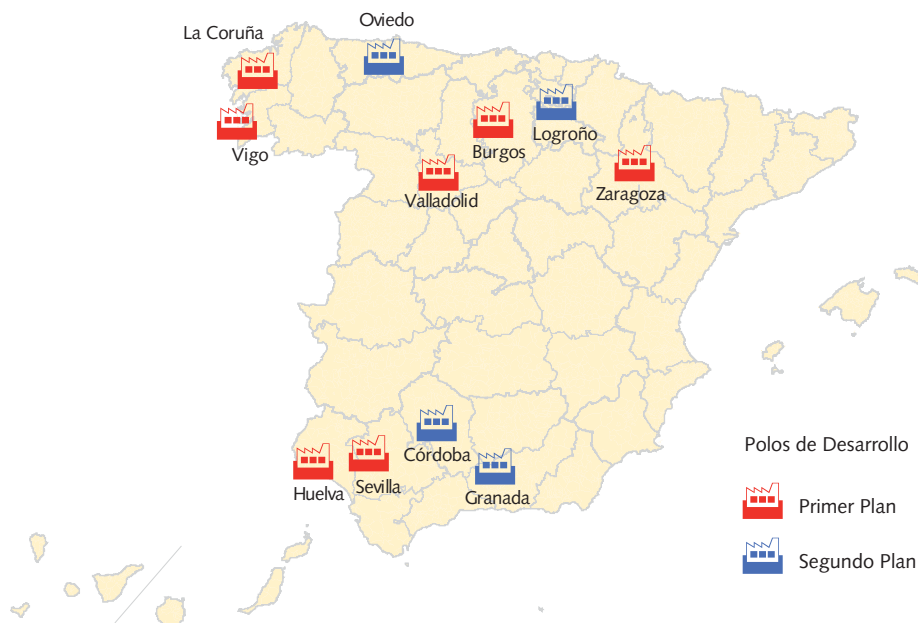 Oviedo
La Coruña
Vigo
Burgos
Logroño
Valladolid
Zaragoza
Córdoba
Huelva
Sevilla
Granada
Polos de Desarrollo
Primer Plan
Segundo Plan